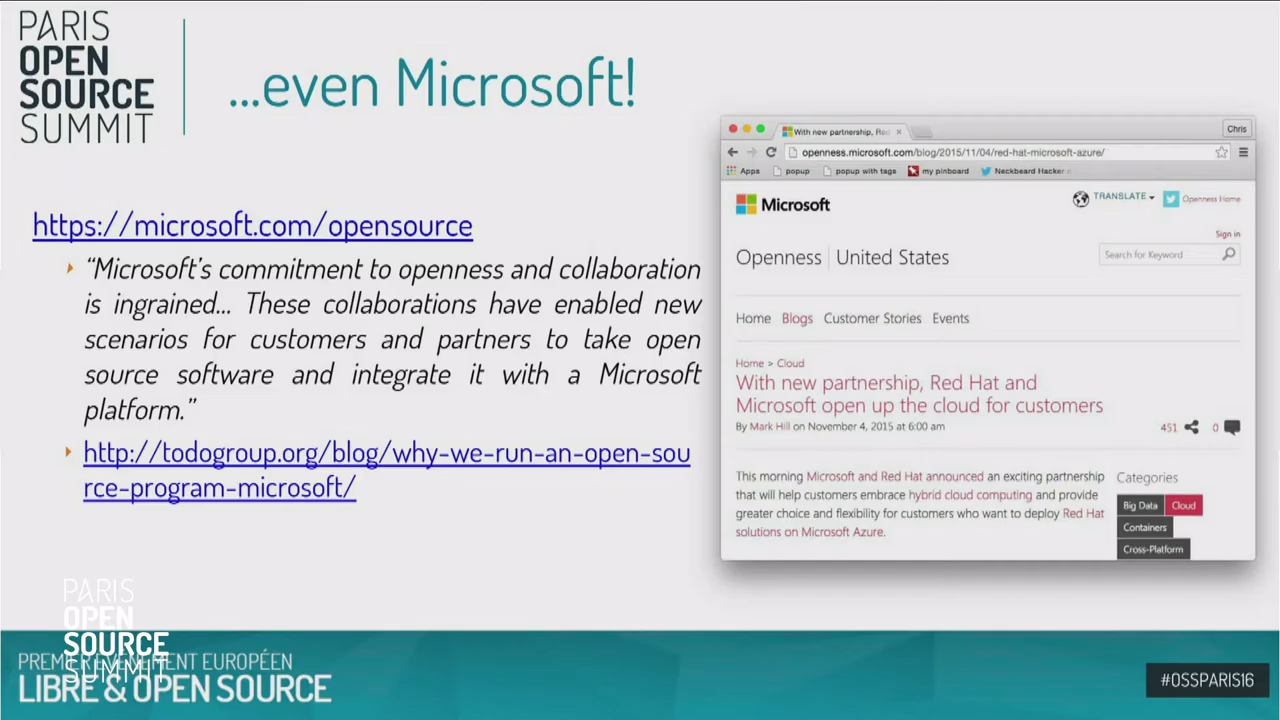 PARIS
OPEN
SOURCE
SUMMIT
...even Microsoft!
https://microsoft.com/opensource
“Microsoft’s commitment to openness and collaboration
is ingrained... These collaborations have enabled new
scenarios for customers and partners to take open
source software and integrate it with a Microsoft
platform.”
http://todogroup.org/blog/why-we-run-an-open-sou
rce-program-microsoft/
With new partnership, Red
Chris
openness.microsoft.com/blog/2015/11/04/red-hat-microsoft-azure/
Apps popup popup with tags my pinboard Neckbeard Hacker
Microsoft
TRANSLATE
Openness Home
Sign in
Openness | United States
Search for Keyword
Home Blogs Customer Stories Events
Home > Cloud
With new partnership, Red Hat and
Microsoft open up the cloud for customers
By Mark Hill on November 4, 2015 at 6:00 am
451 0
This morning Microsoft and Red Hat announced an exciting partnership
that will help customers embrace hybrid cloud computing and provide
greater choice and flexibility for customers who want to deploy Red Hat
solutions on Microsoft Azure.
Categories
Big Data Cloud
Containers
Cross-Platform
PARIS
OPEN
SOURCE
SUMMIT
PREMIER ÉVÉNEMENT EUROPÉEN
LIBRE & OPEN SOURCE
#OSSPARIS16